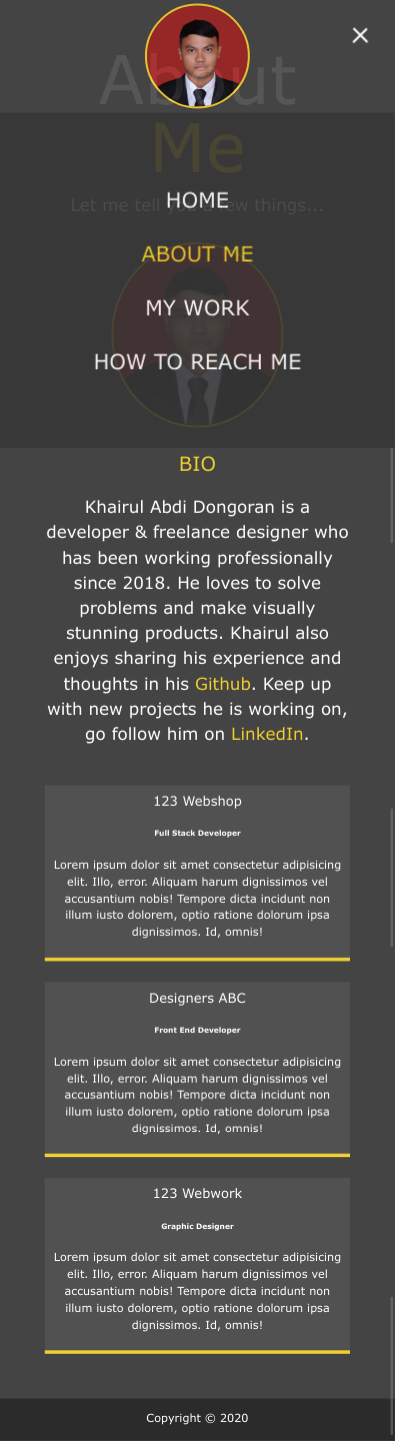 ×
About
Me
Let me tell you a few things...
HOME
ABOUT ME
MY WORK
HOW TO REACH ME
BIO
Khairul Abdi Dongoran is a
developer & freelance designer who
has been working professionally
since 2018. He loves to solve
problems and make visually
stunning products. Khairul also
enjoys sharing his experience and
thoughts in his Github. Keep up
with new projects he is working on,
go follow him on LinkedIn.
123 Webshop
Full Stack Developer
Lorem ipsum dolor sit amet consectetur adipisicing
elit. Illo, error. Aliquam harum dignissimos vel
accusantium nobis! Tempore dicta incidunt non
illum iusto dolorem, optio ratione dolorum ipsa
dignissimos. Id, omnis!
Designers ABC
Front End Developer
Lorem ipsum dolor sit amet consectetur adipisicing
elit. Illo, error. Aliquam harum dignissimos vel
accusantium nobis! Tempore dicta incidunt non
illum iusto dolorem, optio ratione dolorum ipsa
dignissimos. Id, omnis!
123 Webwork
Graphic Designer
Lorem ipsum dolor sit amet consectetur adipisicing
elit. Illo, error. Aliquam harum dignissimos vel
accusantium nobis! Tempore dicta incidunt non
illum iusto dolorem, optio ratione dolorum ipsa
dignissimos. Id, omnis!
Copyright © 2020